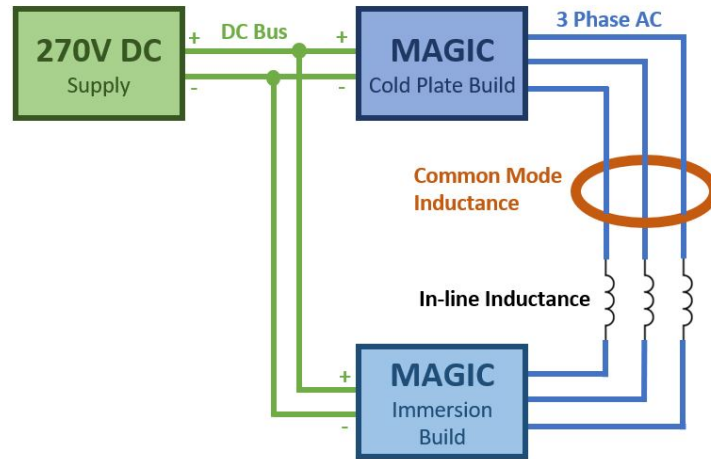 270V DC
Supply
+
-
DC Bus
+
-
MAGIC
Cold Plate Build
3 Phase AC
Common Mode
Inductance
In-line Inductance
+
-
MAGIC
Immersion
Build